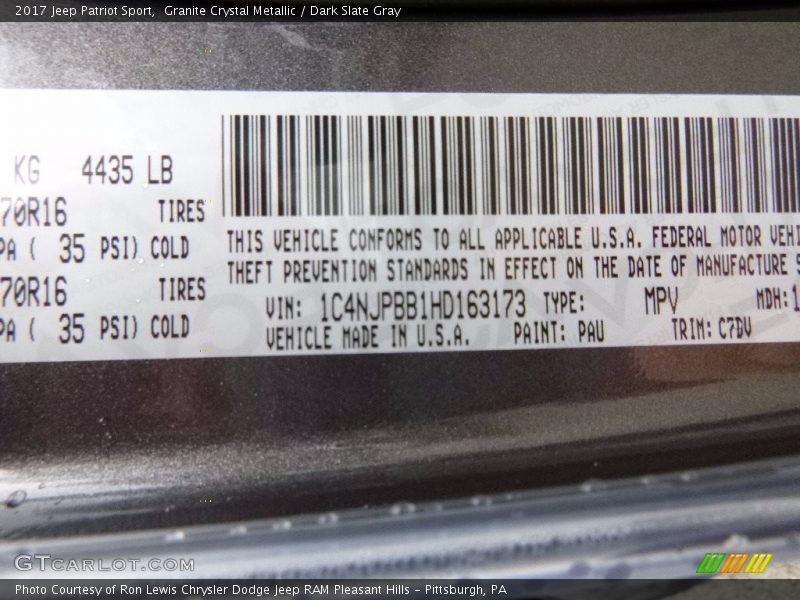 2017 Jeep Patriot Sport, Granite Crystal Metallic / Dark Slate Gray
KG 4435 LB
70R16 TIRES
PA ( 35 PSI) COLD
70R16 TIRES
PA ( 35 PSI) COLD
THIS VEHICLE CONFORMS TO ALL APPLICABLE U.S.A. FEDERAL MOTOR VEHI
THEFT PREVENTION STANDARDS IN EFFECT ON THE DATE OF MANUFACTURE S
VIN: 1C4NJPBB1HD163173 TYPE: MPV MDH:1
VEHICLE MADE IN U.S.A. PAINT: PAU TRIM: C7DV
GTCARLOT.COM
Photo Courtesy of Ron Lewis Chrysler Dodge Jeep RAM Pleasant Hills - Pittsburgh, PA